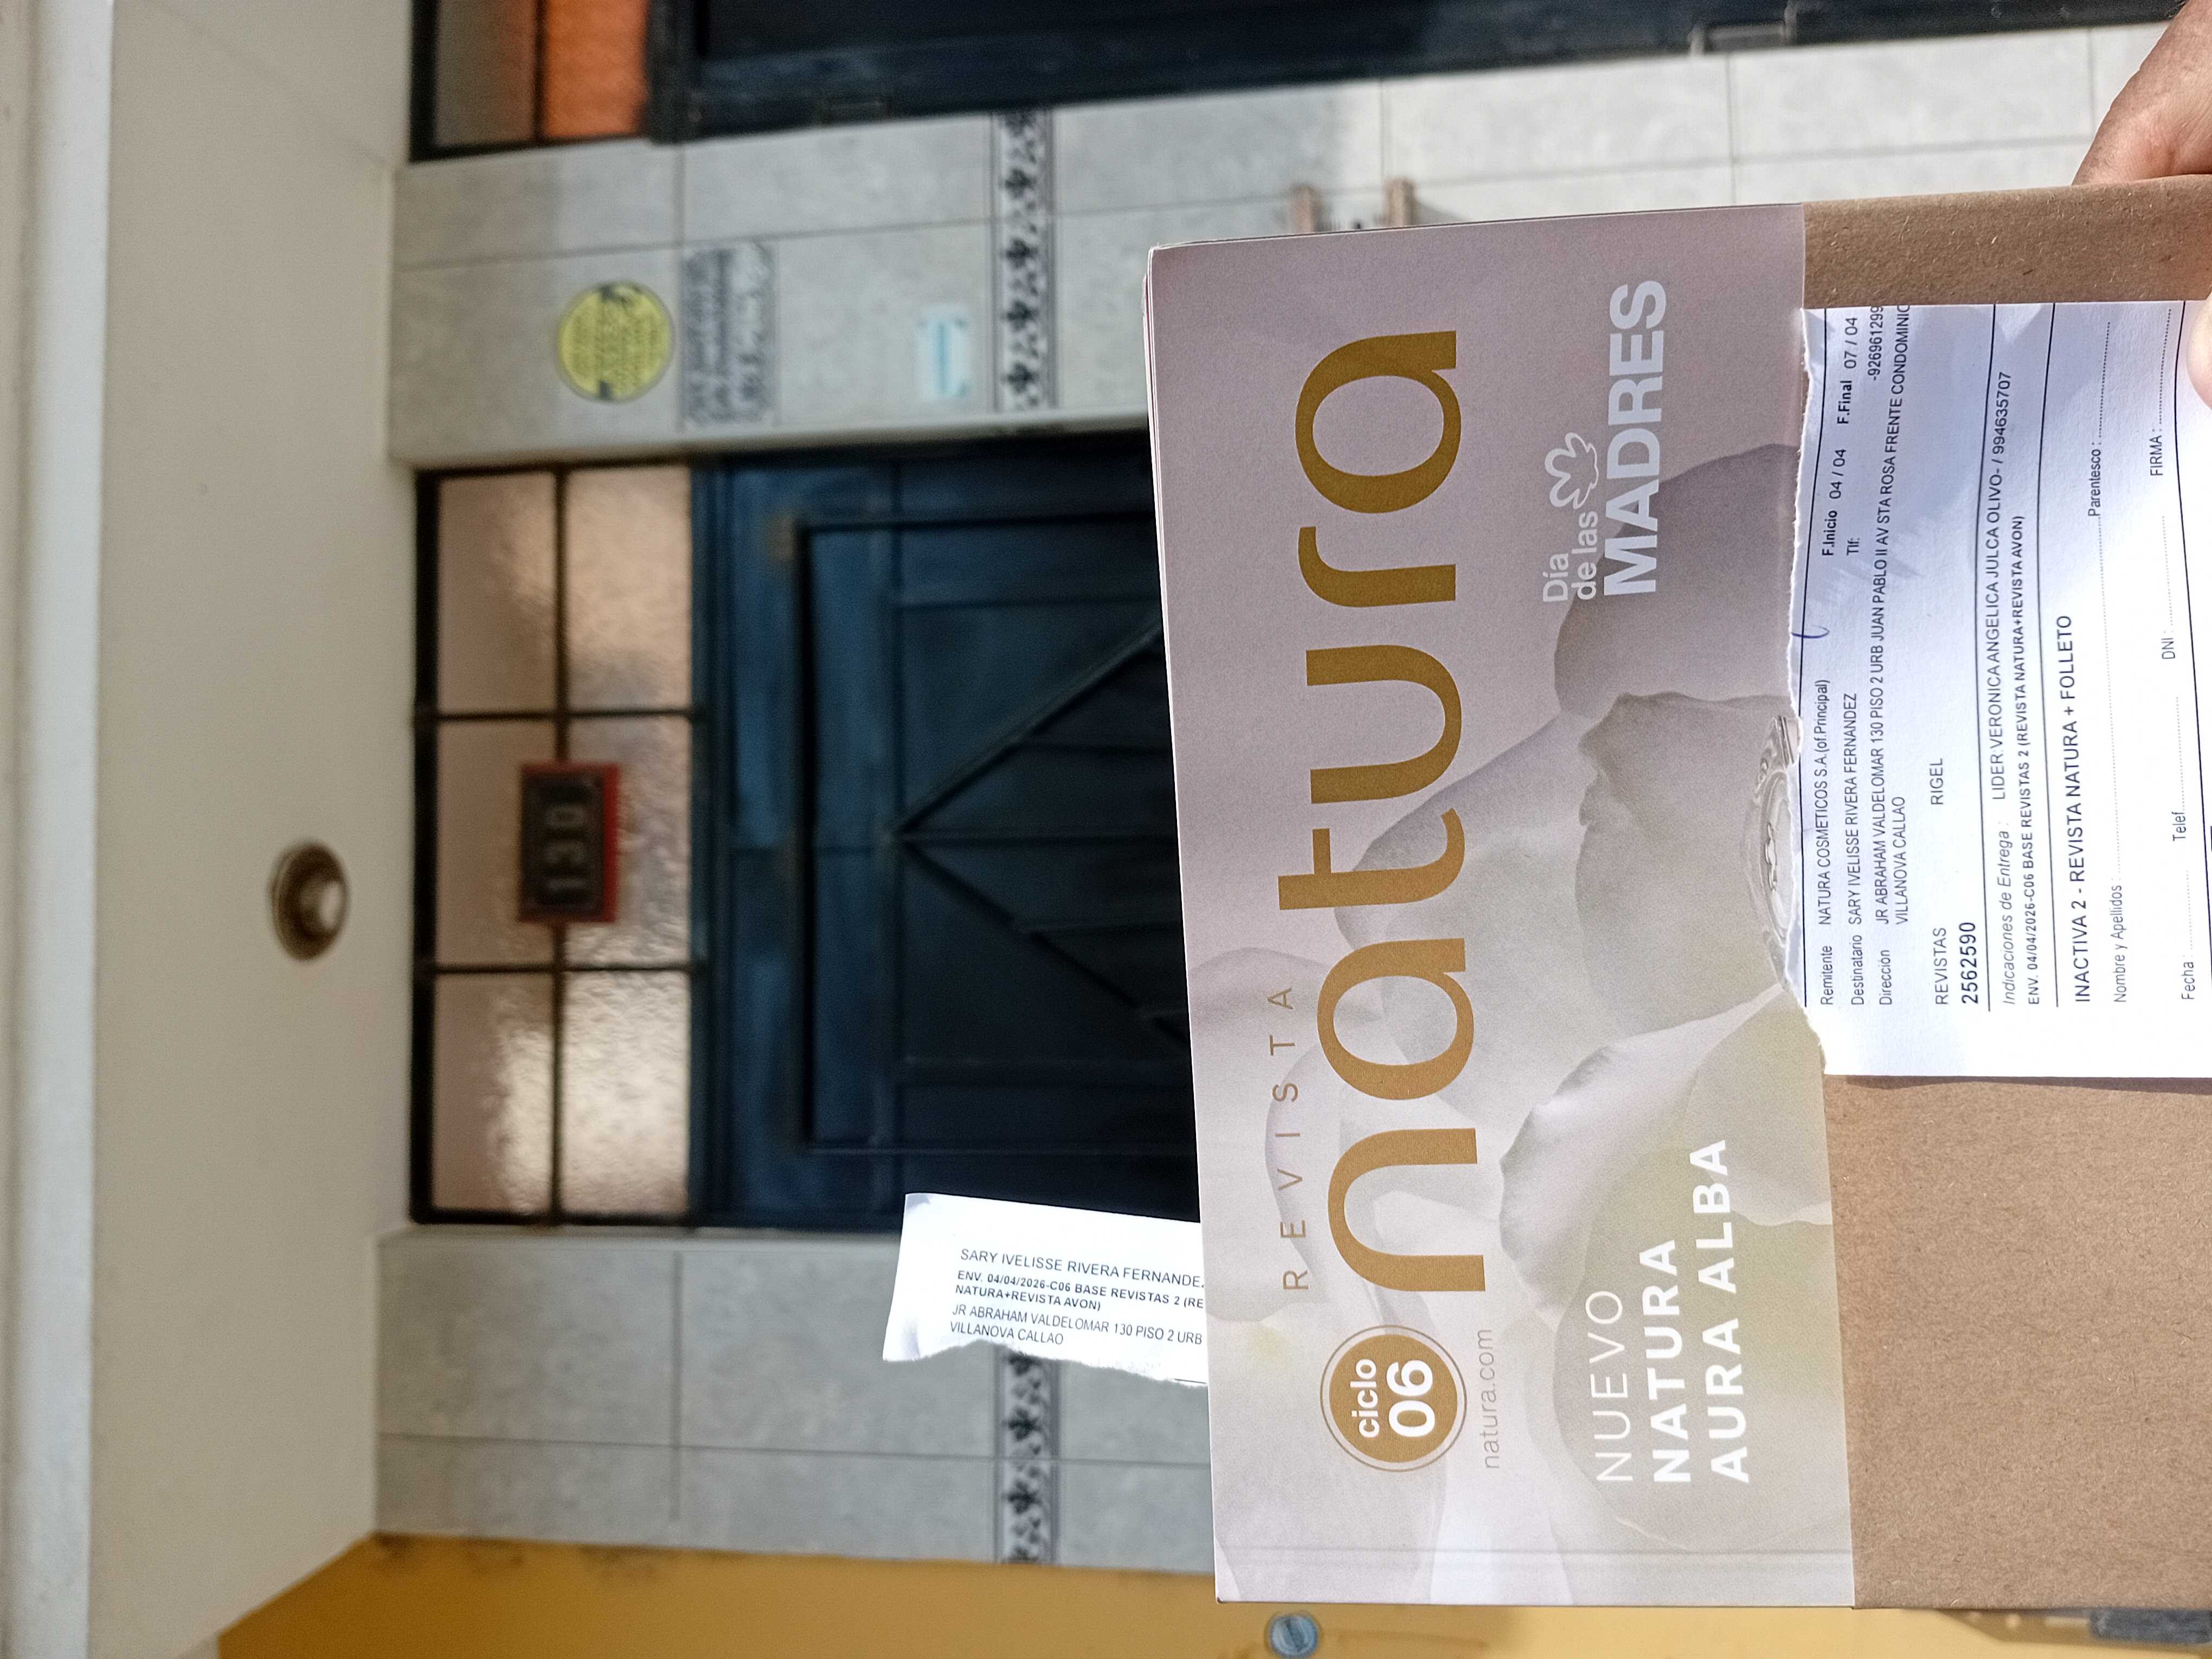 130
SARY IVELISSE RIVERA FERNANDE
ENV. 04/04/2026-C06 BASE REVISTAS 2 (RE
NATURA+REVISTA AVON)
JR ABRAHAM VALDELOMAR 130 PISO 2 URB
VILLANOVA CALLAO
REVISTA
natura
ciclo
06
natura.com
Día
de las
MADRES
NUEVO
NATURA
AURA ALBA
Remitente NATURA COSMETICOS S.A.(of.Principal) F.Inicio 04 / 04 F.Final 07 / 04
Destinatario SARY IVELISSE RIVERA FERNANDEZ Tlf: -92696129
Dirección JR ABRAHAM VALDELOMAR 130 PISO 2 URB JUAN PABLO II AV STA ROSA FRENTE CONDOMINIO
VILLANOVA CALLAO
REVISTAS RIGEL
2562590
Indicaciones de Entrega : LIDER VERONICA ANGELICA JULCA OLIVO- / 994635707
ENV. 04/04/2026-C06 BASE REVISTAS 2 (REVISTA NATURA+REVISTA AVON)
INACTIVA 2 - REVISTA NATURA + FOLLETO
Nombre y Apellidos : Parentesco :
Fecha : Telef DNI : FIRMA :